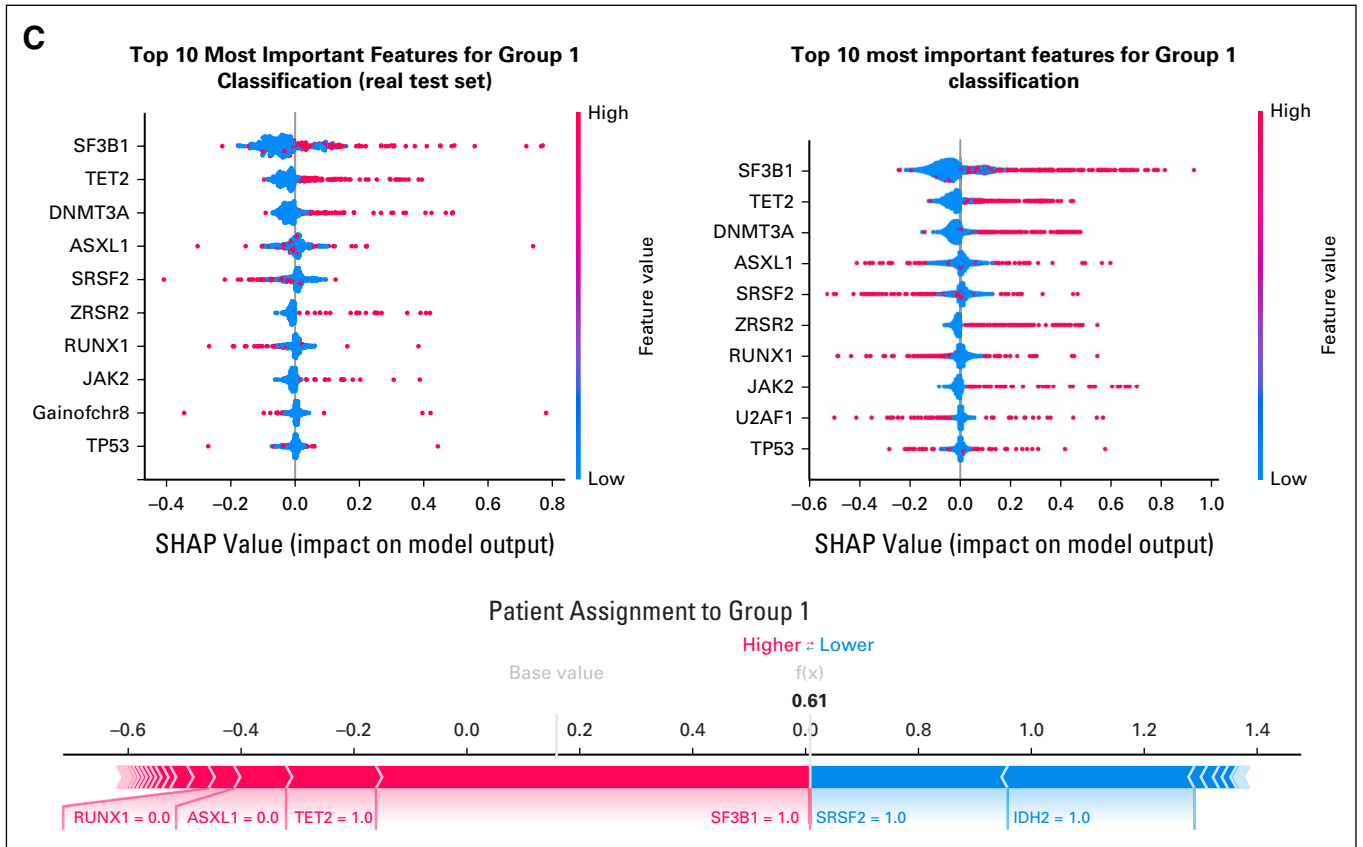 C
Top 10 Most Important Features for Group 1
Classification (real test set)
High
SF3B1
TET2
DNMT3A
ASXL1
SRSF2
ZRSR2
RUNX1
JAK2
Gainofchr8
TP53
Feature value
Low
−0.4 −0.2 0.0 0.2 0.4 0.6 0.8
SHAP Value (impact on model output)
Top 10 most important features for Group 1
classification
High
SF3B1
TET2
DNMT3A
ASXL1
SRSF2
ZRSR2
RUNX1
JAK2
U2AF1
TP53
Feature value
Low
−0.6 −0.4 −0.2 0.0 0.2 0.4 0.6 0.8 1.0
SHAP Value (impact on model output)
Patient Assignment to Group 1
Higher ⇄ Lower
Base value f(x)
0.61
−0.6 −0.4 −0.2 0.0 0.2 0.4 0.6 0.8 1.0 1.2 1.4
RUNX1 = 0.0 ASXL1 = 0.0 TET2 = 1.0 SF3B1 = 1.0 SRSF2 = 1.0 IDH2 = 1.0